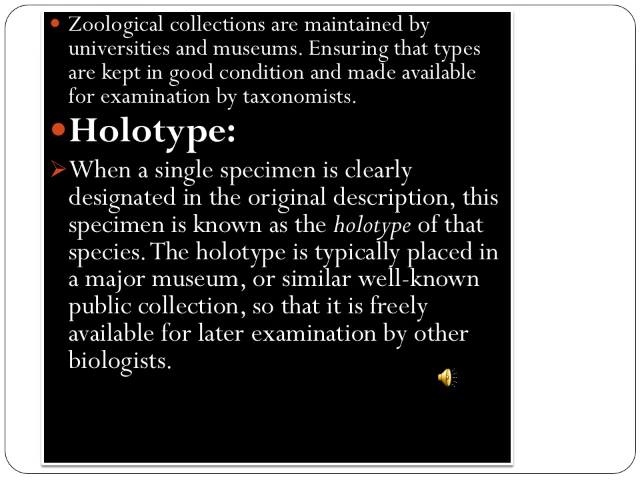 Zoological collections are maintained by
universities and museums. Ensuring that types
are kept in good condition and made available
for examination by taxonomists.
Holotype:
When a single specimen is clearly
designated in the original description, this
specimen is known as the holotype of that
species. The holotype is typically placed in
a major museum, or similar well-known
public collection, so that it is freely
available for later examination by other
biologists.